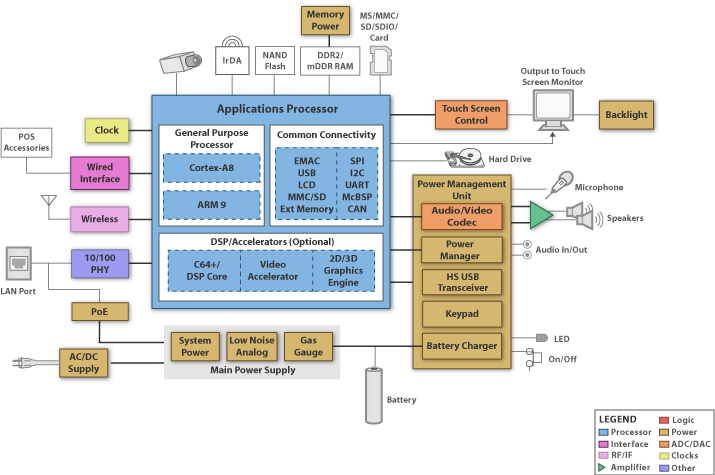 Memory
Power
MS/MMC/
SD/SDIO/
Card
IrDA
NAND
Flash
DDR2/
mDDR RAM
Output to Touch
Screen Monitor
Applications Processor
Touch Screen
Control
Backlight
Clock
POS
Accessories
Wired
Interface
Wireless
General Purpose
Processor
Cortex-A8
ARM 9
Common Connectivity
EMAC
USB
LCD
MMC/SD
Ext Memory
SPI
I2C
UART
McBSP
CAN
Hard Drive
Power Management
Unit
Audio/Video
Codec
Power
Manager
HS USB
Transceiver
Keypad
Battery Charger
Microphone
Speakers
Audio In/Out
LED
On/Off
DSP/Accelerators (Optional)
C64+/
DSP Core
Video
Accelerator
2D/3D
Graphics
Engine
10/100
PHY
LAN Port
PoE
AC/DC
Supply
System
Power
Low Noise
Analog
Gas
Gauge
Main Power Supply
Battery
LEGEND
Processor
Interface
RF/IF
Amplifier
Logic
Power
ADC/DAC
Clocks
Other